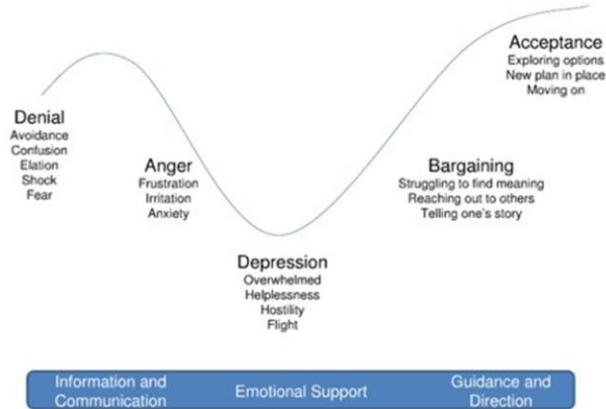 Denial
Avoidance
Confusion
Elation
Shock
Fear
Anger
Frustration
Irritation
Anxiety
Depression
Overwhelmed
Helplessness
Hostility
Flight
Bargaining
Struggling to find meaning
Reaching out to others
Telling one's story
Acceptance
Exploring options
New plan in place
Moving on
Information and
Communication
Emotional Support
Guidance and
Direction